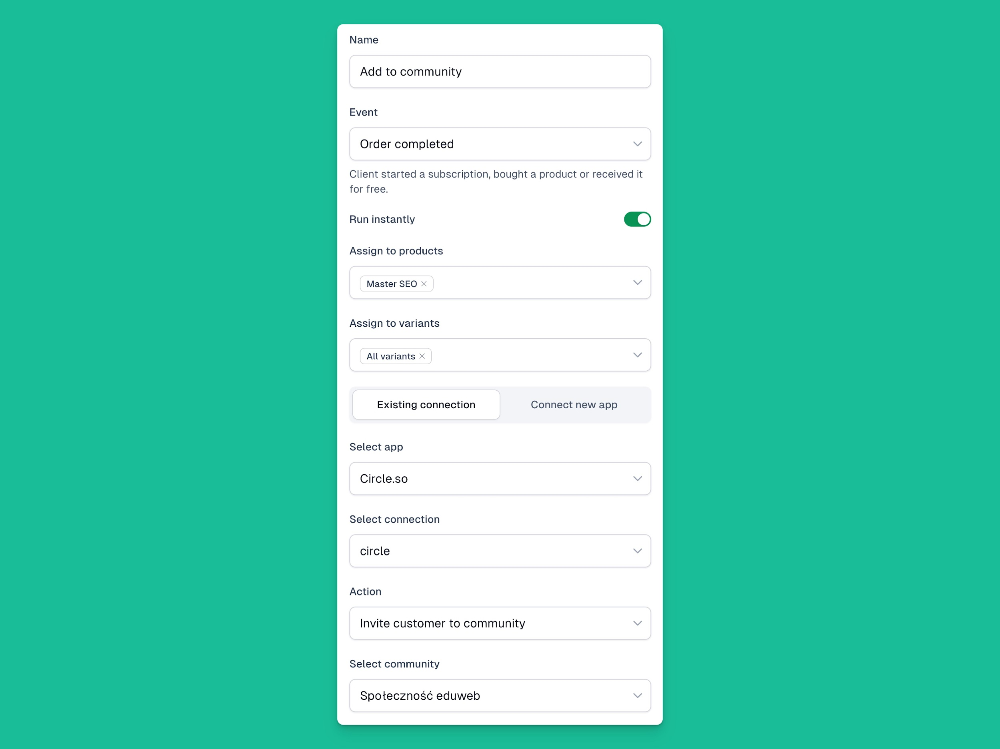 Name
Add to community
Event
Order completed
Client started a subscription, bought a product or received it
for free.
Run instantly
Assign to products
Master SEO
Assign to variants
All variants
Existing connection
Connect new app
Select app
Circle.so
Select connection
circle
Action
Invite customer to community
Select community
Społeczność eduweb